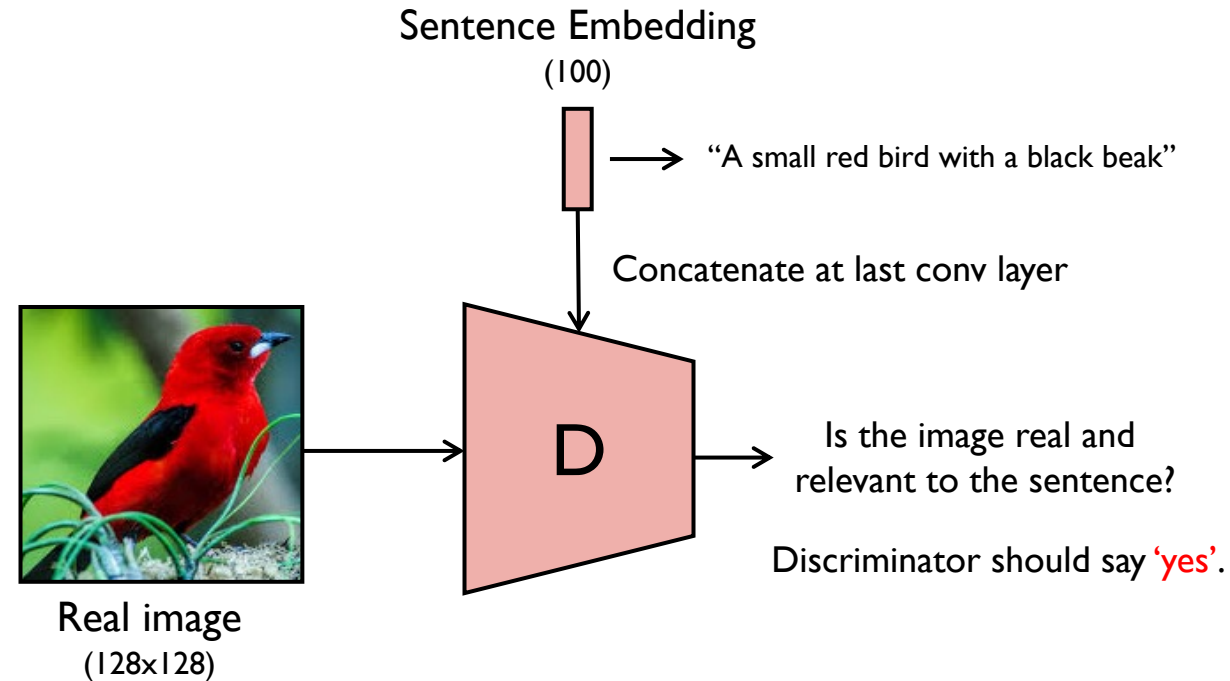 Sentence Embedding
(100)
“A small red bird with a black beak”
Concatenate at last conv layer
D
Is the image real and
relevant to the sentence?
Discriminator should say ‘yes’.
Real image
(128x128)